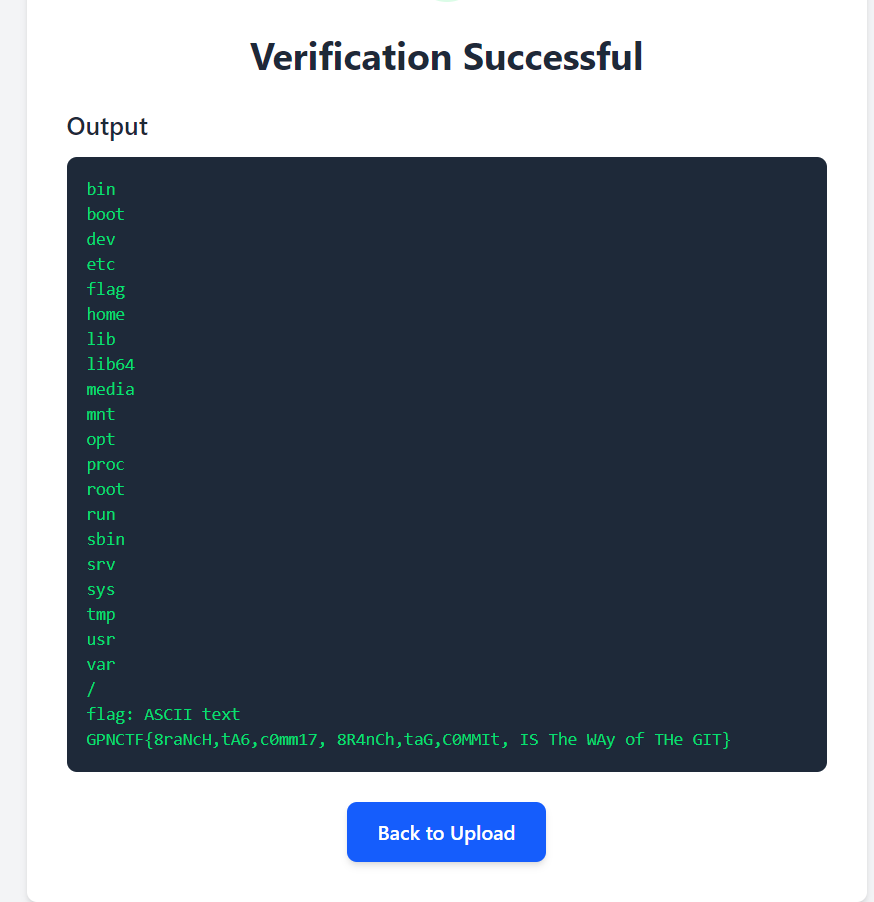 Verification Successful
Output
bin
boot
dev
etc
flag
home
lib
lib64
media
mnt
opt
proc
root
run
sbin
srv
sys
tmp
usr
var
/
flag: ASCII text
GPNCTF{8raNcH,tA6,c0mm17, 8R4nCh,taG,C0MMIt, IS The WAy of THe GIT}
Back to Upload